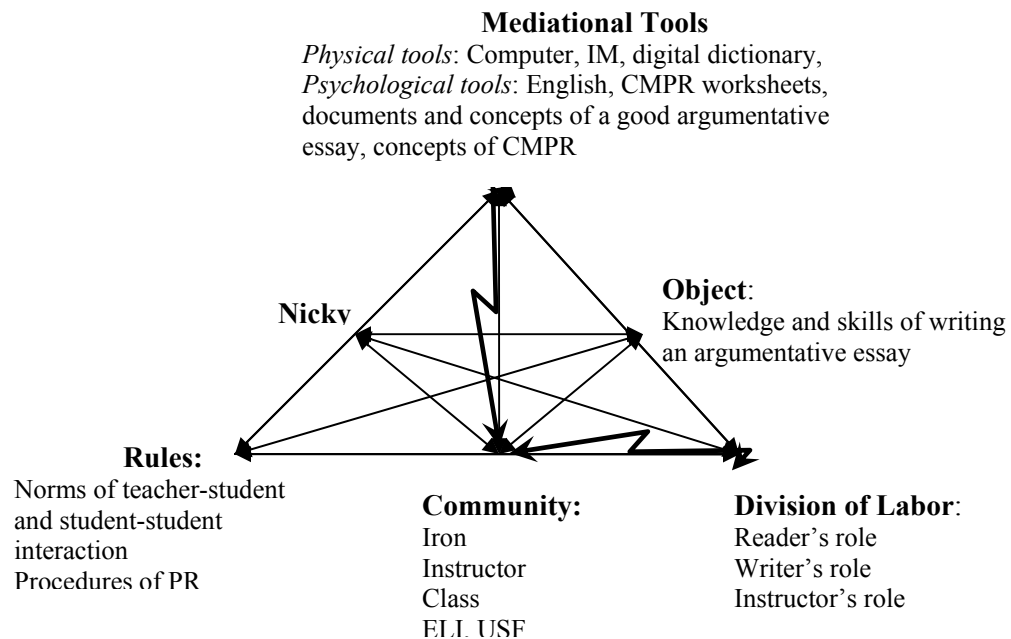 Mediational Tools
Physical tools: Computer, IM, digital dictionary,
Psychological tools: English, CMPR worksheets,
documents and concepts of a good argumentative
essay, concepts of CMPR
Nicky
Object:
Knowledge and skills of writing
an argumentative essay
Rules:
Norms of teacher-student
and student-student
interaction
Procedures of PR
Community:
Iron
Instructor
Class
ELI, USF
Division of Labor:
Reader's role
Writer's role
Instructor's role